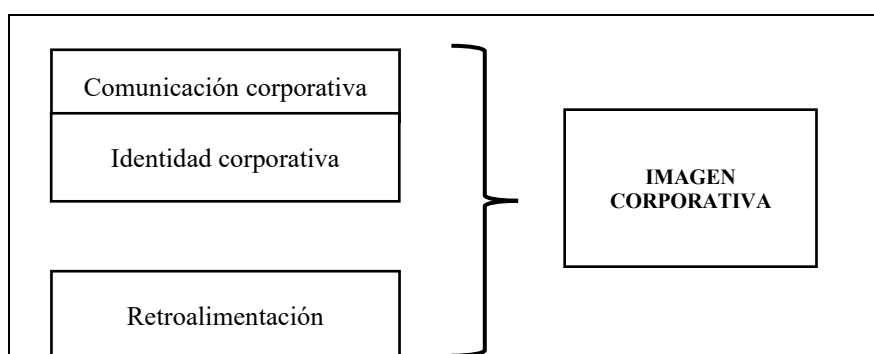 Comunicación corporativa
Identidad corporativa
Retroalimentación
IMAGEN
CORPORATIVA